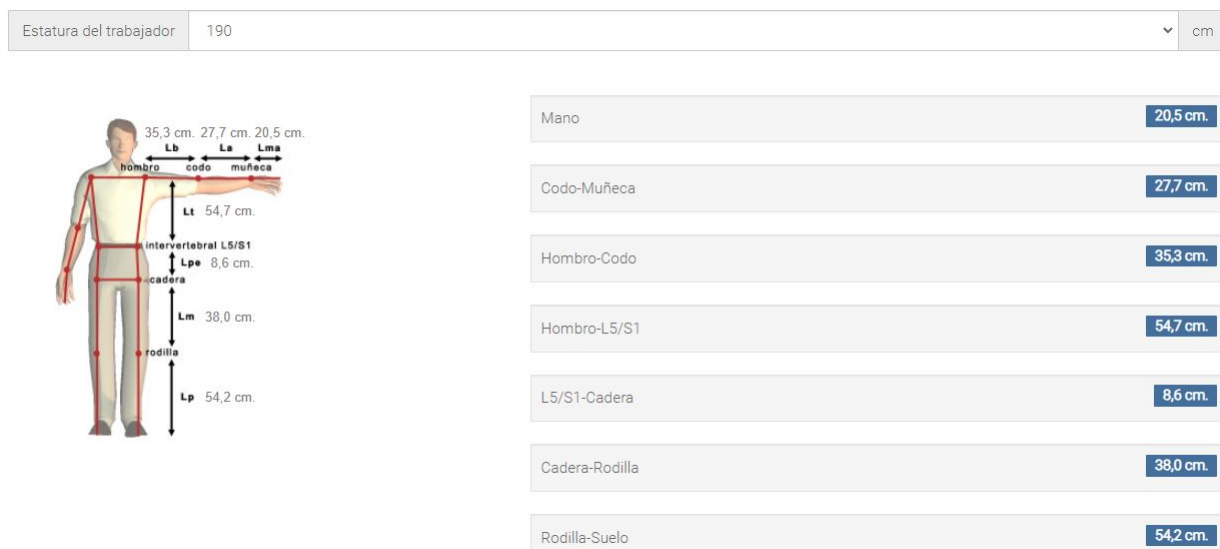 Estatura del trabajador 190 cm
35,3 cm. 27,7 cm. 20,5 cm.
Lb La Lma
hombro codo muñeca
Lt 54,7 cm.
intervertebral L5/S1
Lpe 8,6 cm.
cadera
Lm 38,0 cm.
rodilla
Lp 54,2 cm.
Mano 20,5 cm.
Codo-Muñeca 27,7 cm.
Hombro-Codo 35,3 cm.
Hombro-L5/S1 54,7 cm.
L5/S1-Cadera 8,6 cm.
Cadera-Rodilla 38,0 cm.
Rodilla-Suelo 54,2 cm.